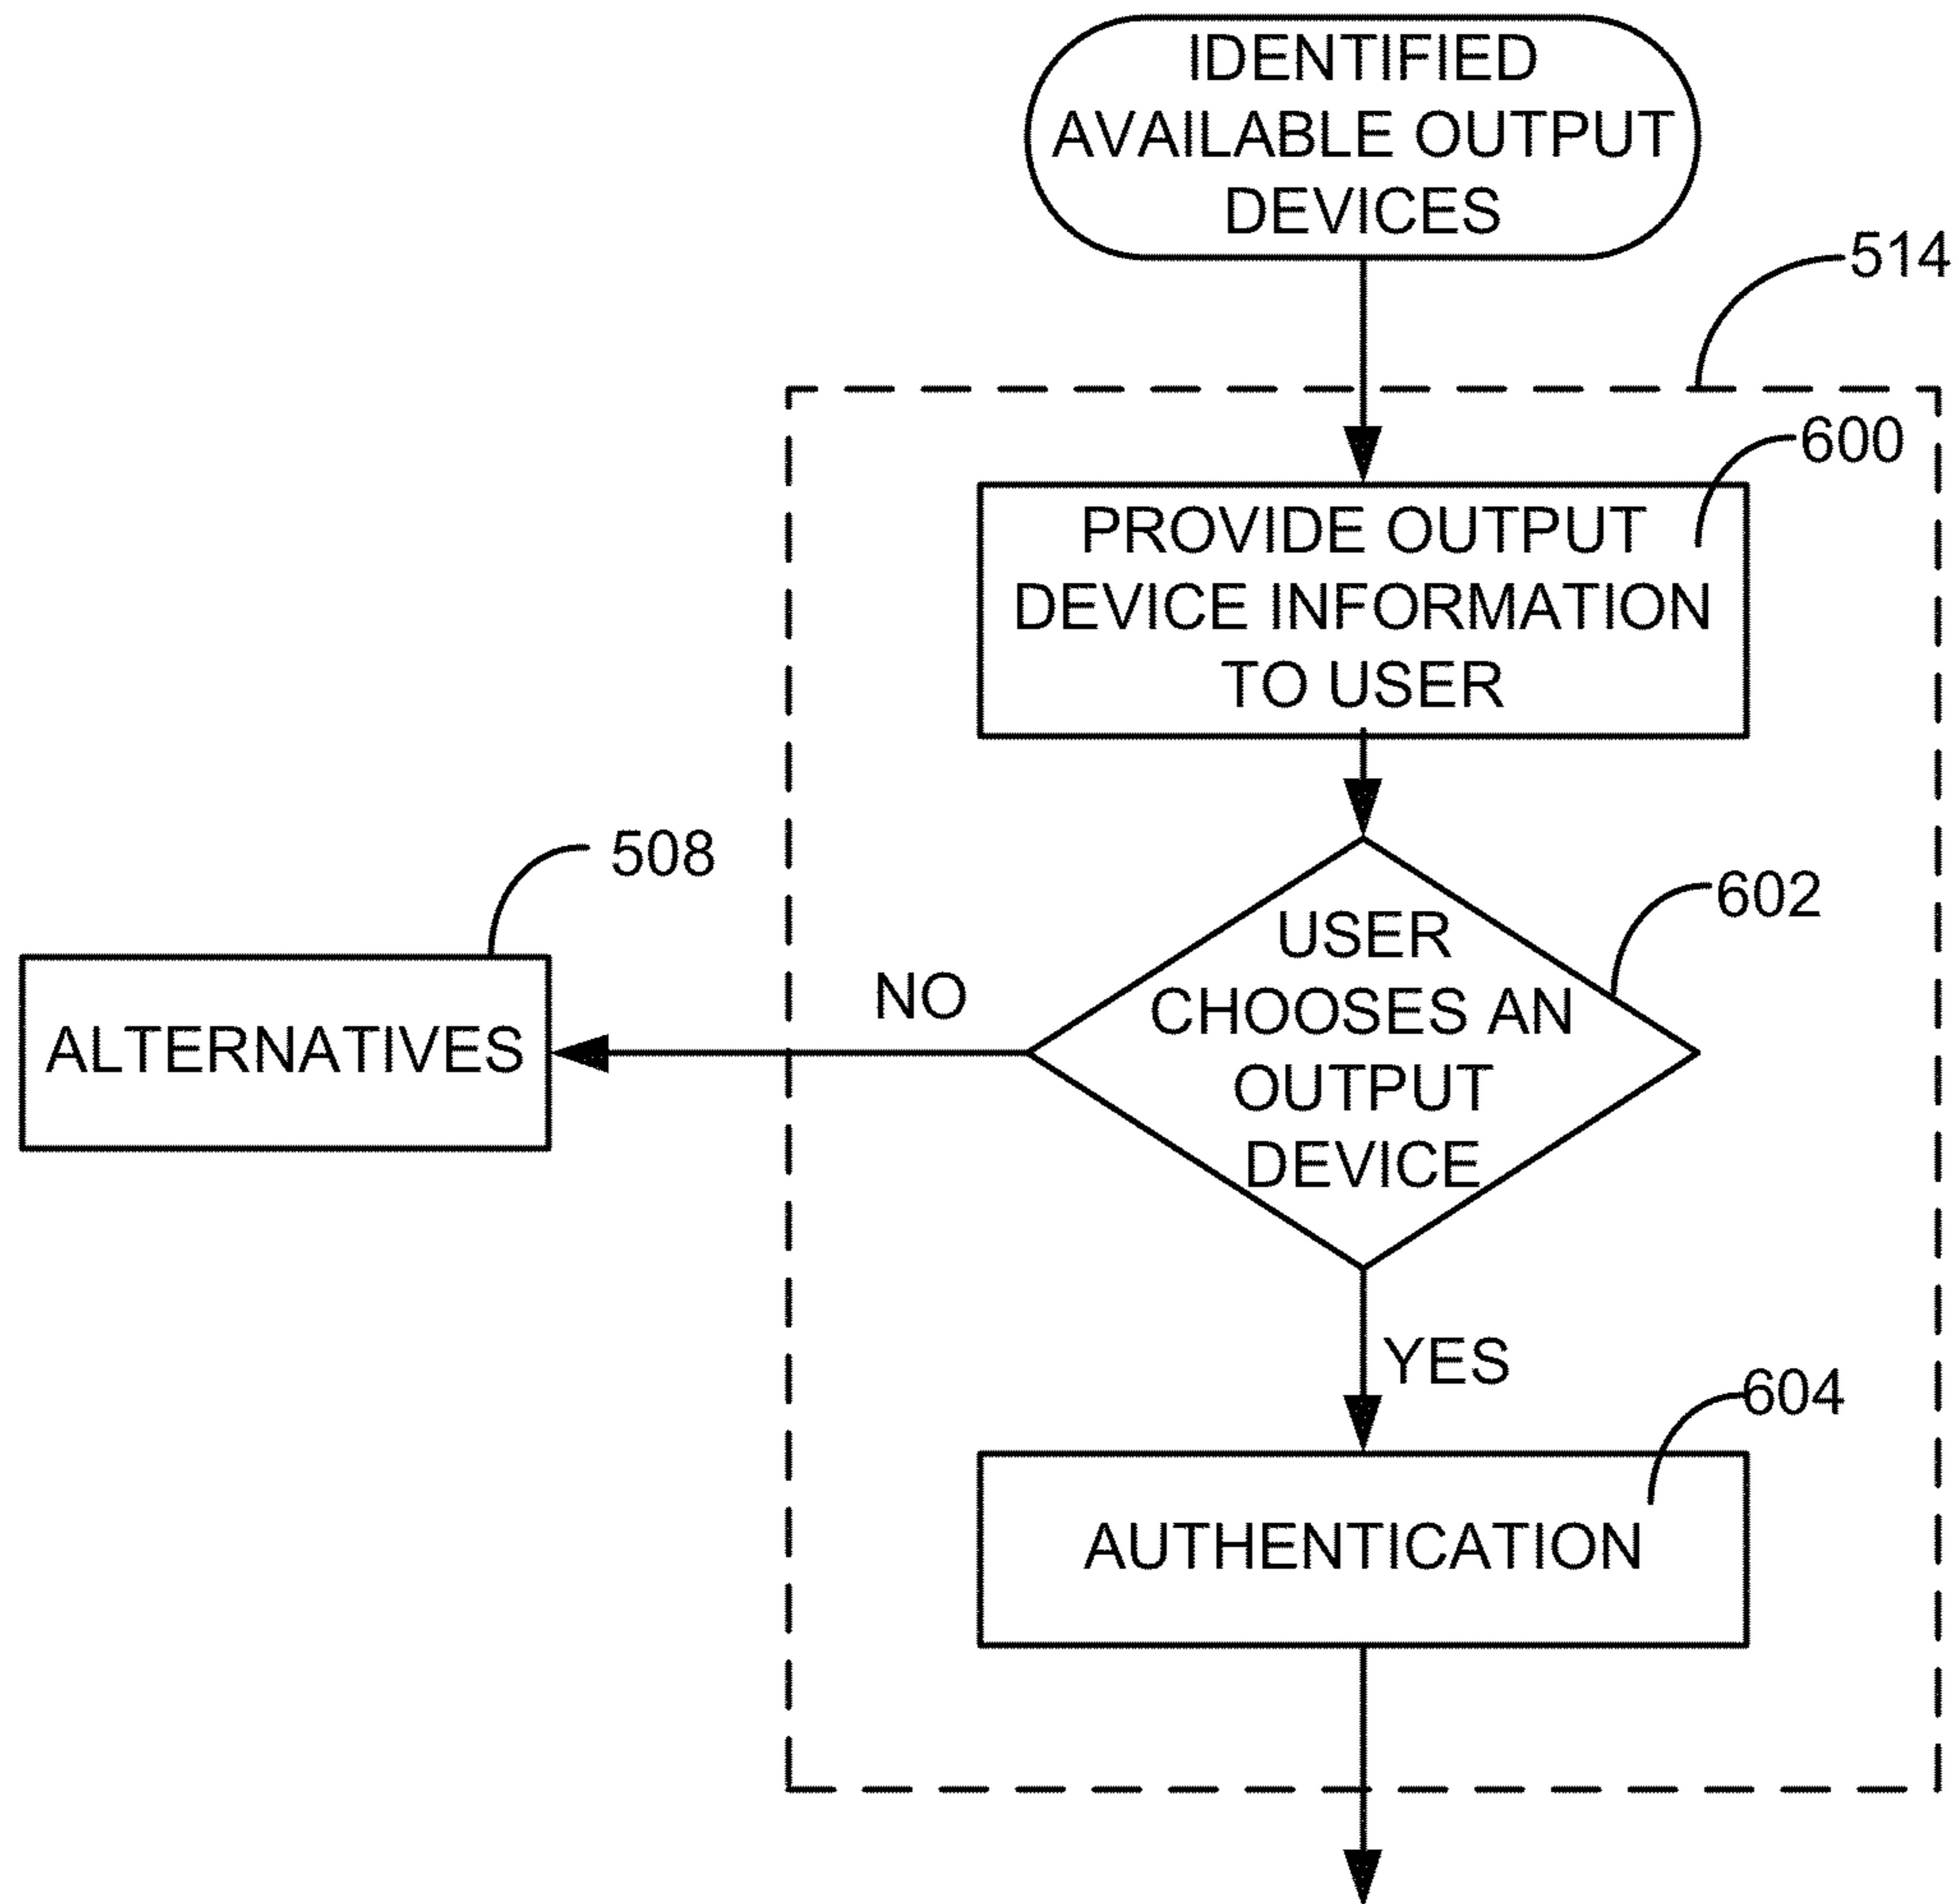 IDENTIFIED
AVAILABLE OUTPUT
DEVICES
514
600
PROVIDE OUTPUT
DEVICE INFORMATION
TO USER
508
602
USER
CHOOSES AN
OUTPUT
DEVICE
NO
ALTERNATIVES
YES
604
AUTHENTICATION